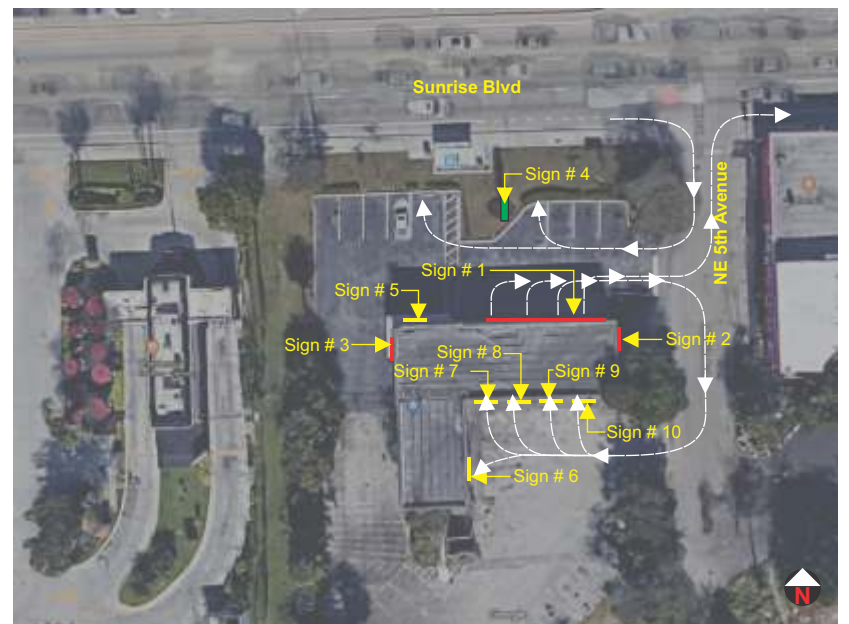 Sunrise Blvd
Sign # 4
NE 5th Avenue
Sign # 1
Sign # 5
Sign # 3
Sign # 2
Sign # 8
Sign # 7
Sign # 9
Sign # 10
Sign # 6
N